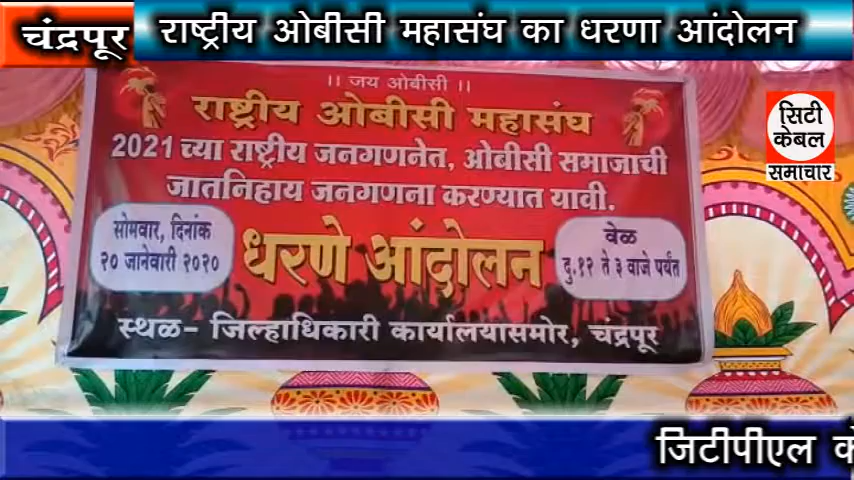 चंद्रपूर
राष्ट्रीय ओबीसी महासंघ का धरणा आंदोलन
।। जय ओबीसी ।।
राष्ट्रीय ओबीसी महासंघ
2021 च्या राष्ट्रीय जनगणनेत, ओबीसी समाजाची
जातनिहाय जनगणना करण्यात यावी.
सोमवार, दिनांक
२० जानेवारी २०२०
धरणे आंदोलन
वेळ
दु.१२ ते ३ वाजे पर्यंत
स्थळ- जिल्हाधिकारी कार्यालयासमोर, चंद्रपूर
सिटी
केबल
समाचार
जिटीपीएल